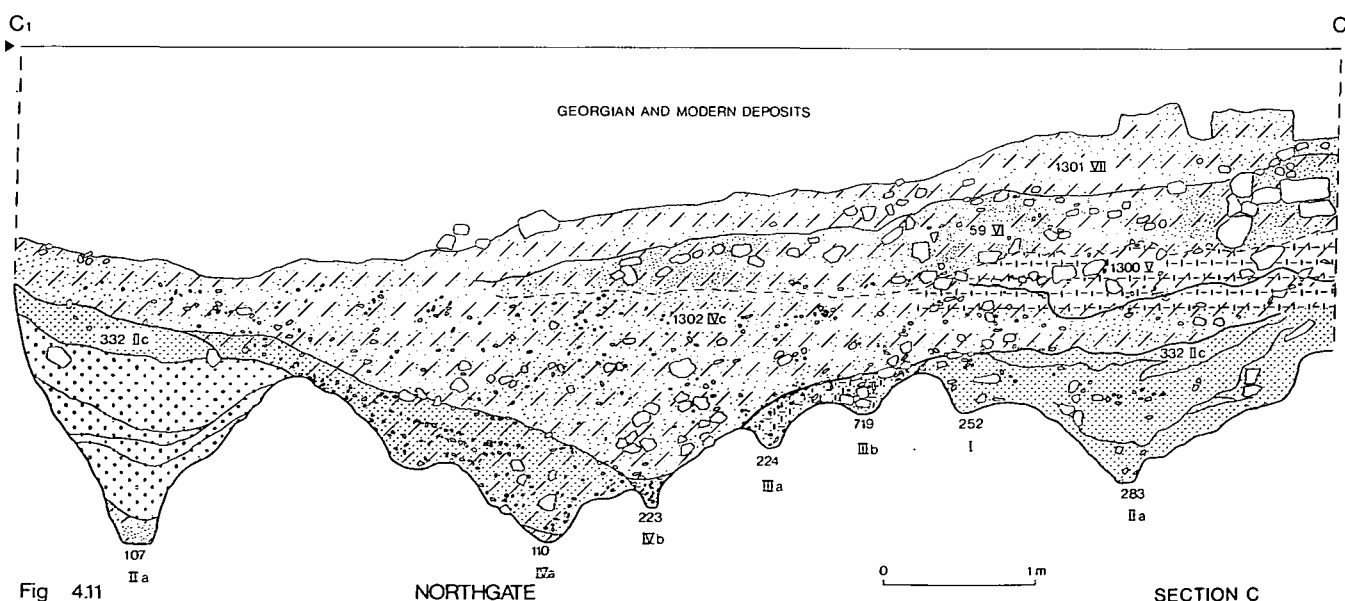 C1 C
GEORGIAN AND MODERN DEPOSITS
1301 VII
59 VI
1300 V
1302 IVc
332 IIc
332 IIc
719
IIIb
252
I
224
IIIa
283
IIa
223
IVb
107
IIa
110
IVa
0 1m
Fig 4.11 NORTHGATE SECTION C